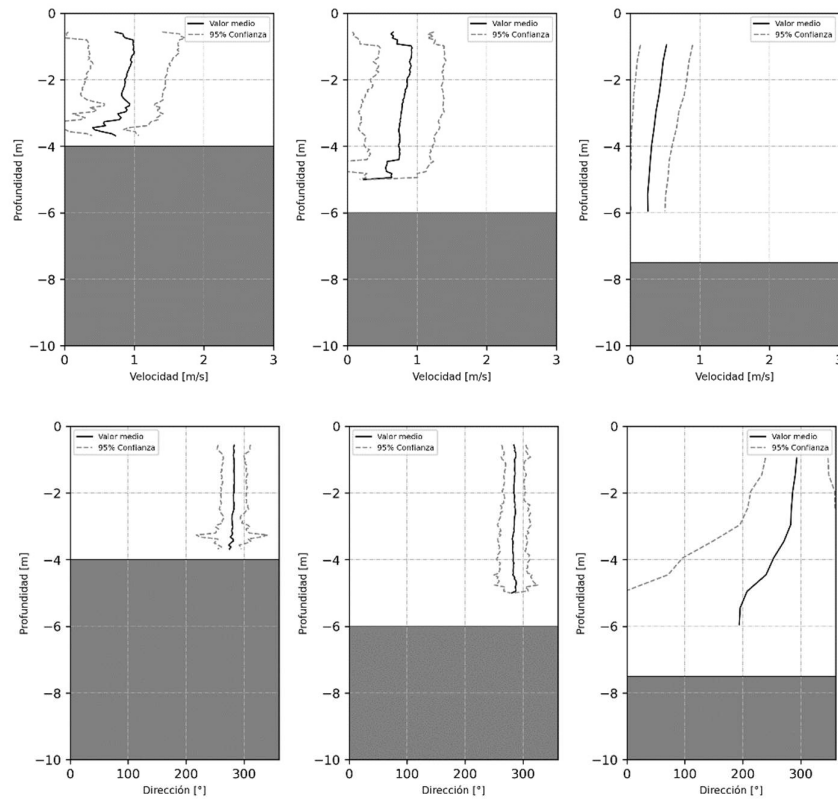 Valor medio
95% Confianza
0
−2
−4
−6
−8
−10
Profundidad [m]
0
1
2
3
Velocidad [m/s]
Valor medio
95% Confianza
0
−2
−4
−6
−8
−10
Profundidad [m]
0
1
2
3
Velocidad [m/s]
Valor medio
95% Confianza
0
−2
−4
−6
−8
−10
Profundidad [m]
0
1
2
3
Velocidad [m/s]
Valor medio
95% Confianza
0
−2
−4
−6
−8
−10
Profundidad [m]
0
100
200
300
Dirección [°]
Valor medio
95% Confianza
0
−2
−4
−6
−8
−10
Profundidad [m]
0
100
200
300
Dirección [°]
Valor medio
95% Confianza
0
−2
−4
−6
−8
−10
Profundidad [m]
0
100
200
300
Dirección [°]